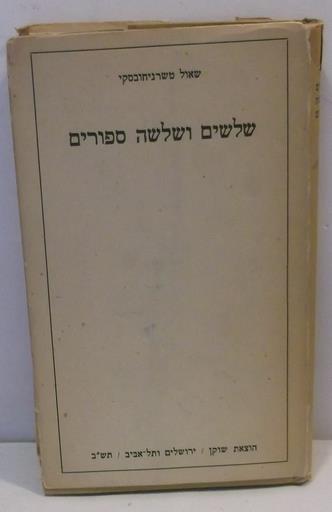 שאול טשרניחובסקי
שלשים ושלשה ספורים
הוצאת שוקן / ירושלים ותל־אביב / תש״ב